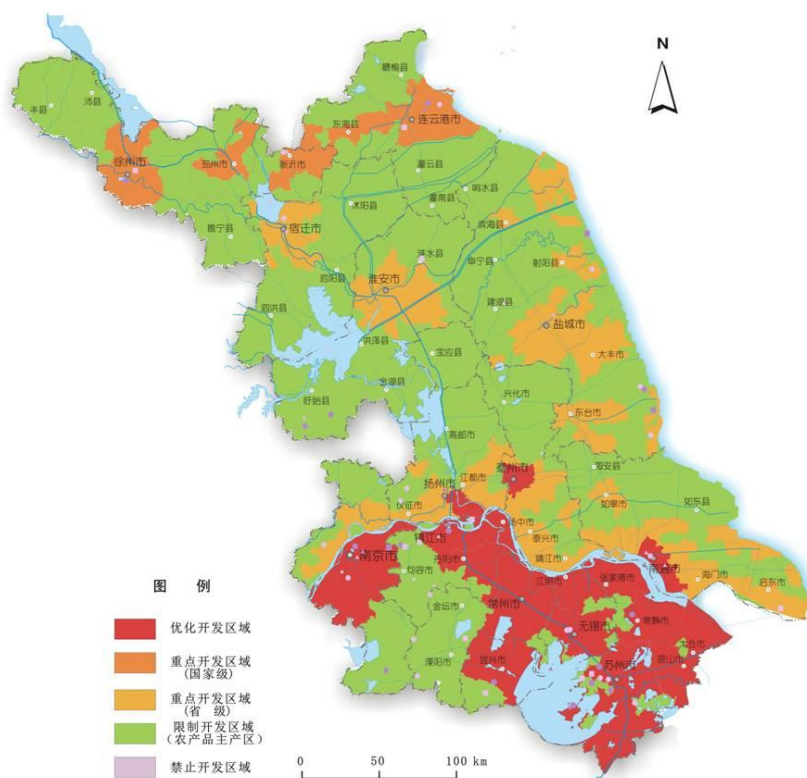 N
赣榆县
丰县
沛县
连云港市
东海县
徐州市
邳州市
新沂市
灌云县
响水县
沭阳县
灌南县
睢宁县
宿迁市
滨海县
涟水县
阜宁县
射阳县
泗阳县
淮安市
建湖县
泗洪县
盐城市
洪泽县
宝应县
大丰市
金湖县
盱眙县
兴化市
东台市
高邮市
海安县
扬州市
江都市
仪征市
如皋市
如东县
扬中市
泰兴市
镇江市
南京市
丹阳市
靖江市
海门市
启东市
句容市
江阴市
张家港市
图 例
金坛市
常州市
常熟市
优化开发区域
无锡市
太仓市
溧阳市
宜兴市
苏州市
昆山市
重点开发区域
(国家级)
重点开发区域
(省 级)
限制开发区域
(农产品主产区)
禁止开发区域
0 50 100 km